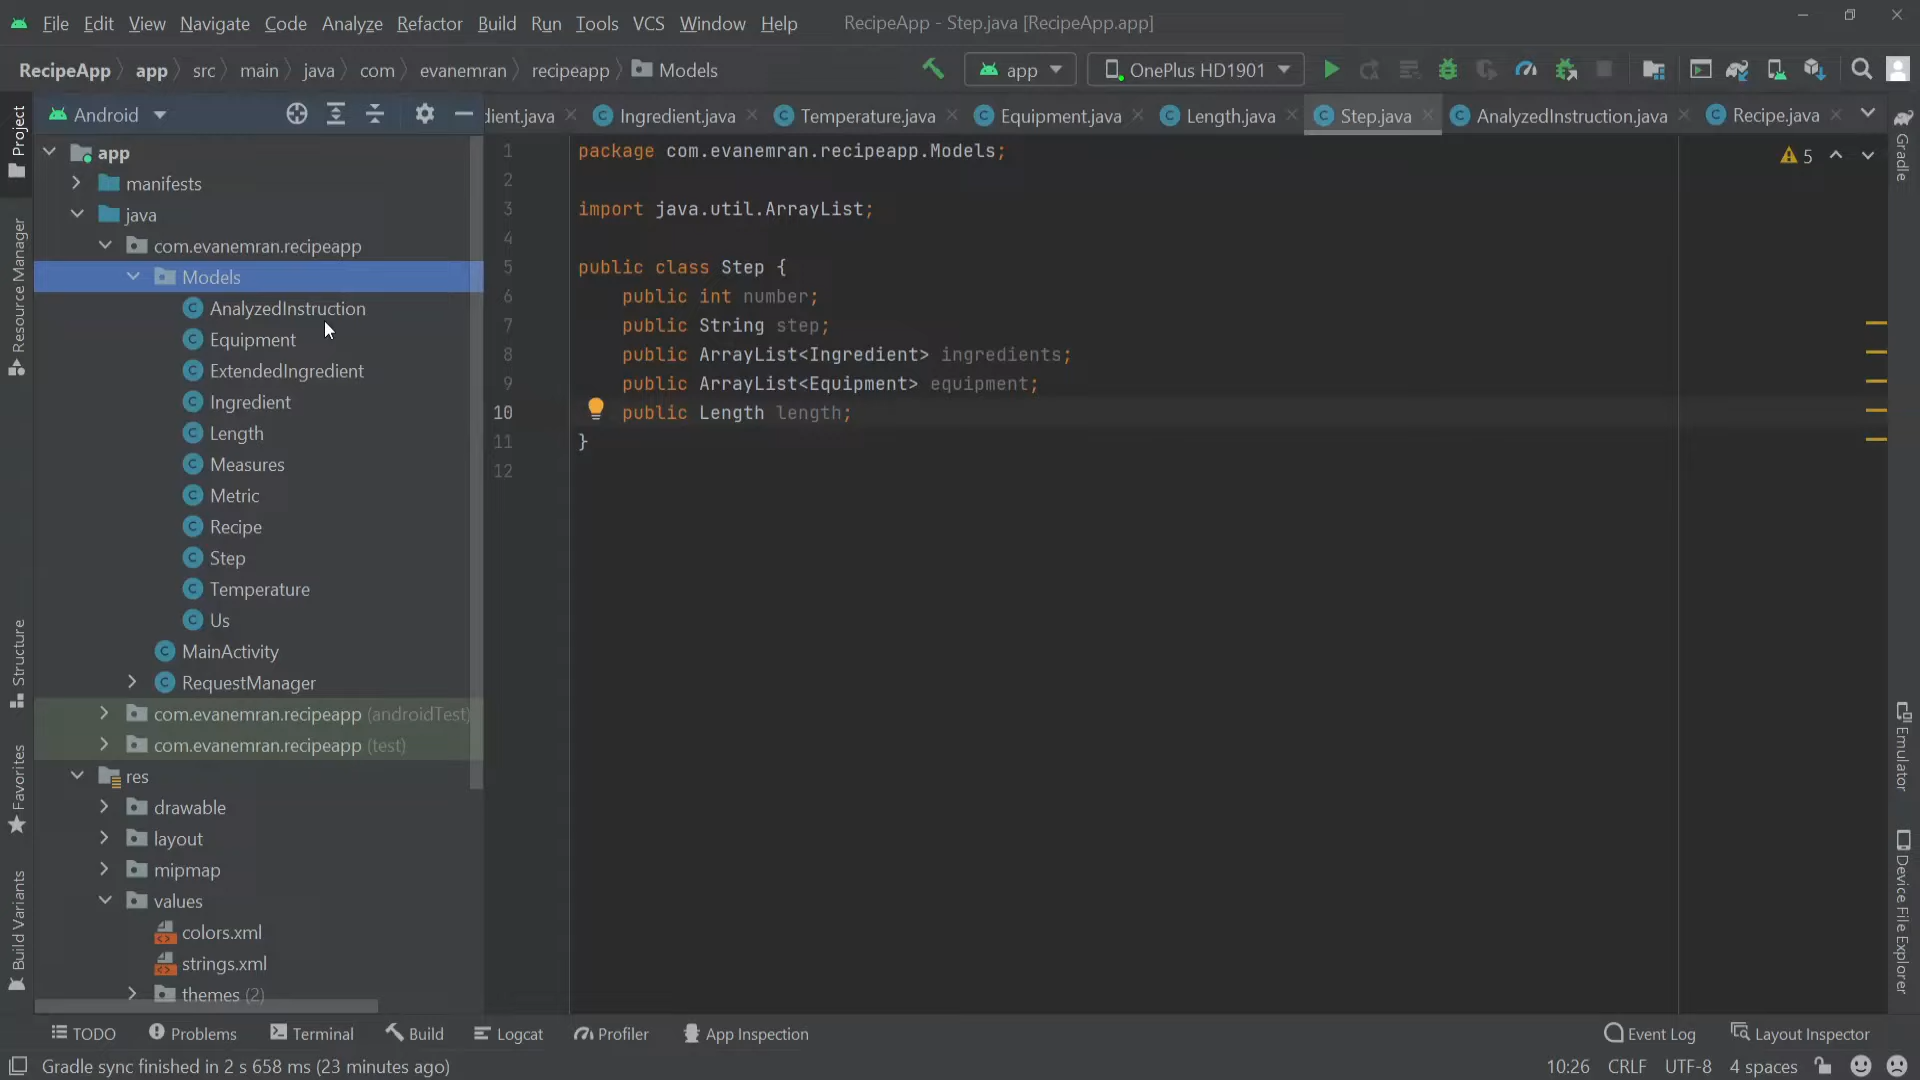 File Edit View Navigate Code Analyze Refactor Build Run Tools VCS Window Help RecipeApp - Step.java [RecipeApp.app]
RecipeApp app src main java com evanemran recipeapp Models app OnePlus HD1901
Project
Resource Manager
Structure
Favorites
Build Variants
Android
app
manifests
java
com.evanemran.recipeapp
Models
AnalyzedInstruction
Equipment
ExtendedIngredient
Ingredient
Length
Measures
Metric
Recipe
Step
Temperature
Us
MainActivity
RequestManager
com.evanemran.recipeapp (androidTest)
com.evanemran.recipeapp (test)
res
drawable
layout
mipmap
values
colors.xml
strings.xml
themes (2)
dient.java Ingredient.java Temperature.java Equipment.java Length.java Step.java AnalyzedInstruction.java Recipe.java
1 package com.evanemran.recipeapp.Models;
2
3 import java.util.ArrayList;
4
5 public class Step {
6 public int number;
7 public String step;
8 public ArrayList<Ingredient> ingredients;
9 public ArrayList<Equipment> equipment;
10 public Length length;
11 }
12
5
Gradle
Emulator
Device File Explorer
TODO Problems Terminal Build Logcat Profiler App Inspection Event Log Layout Inspector
Gradle sync finished in 2 s 658 ms (23 minutes ago) 10:26 CRLF UTF-8 4 spaces